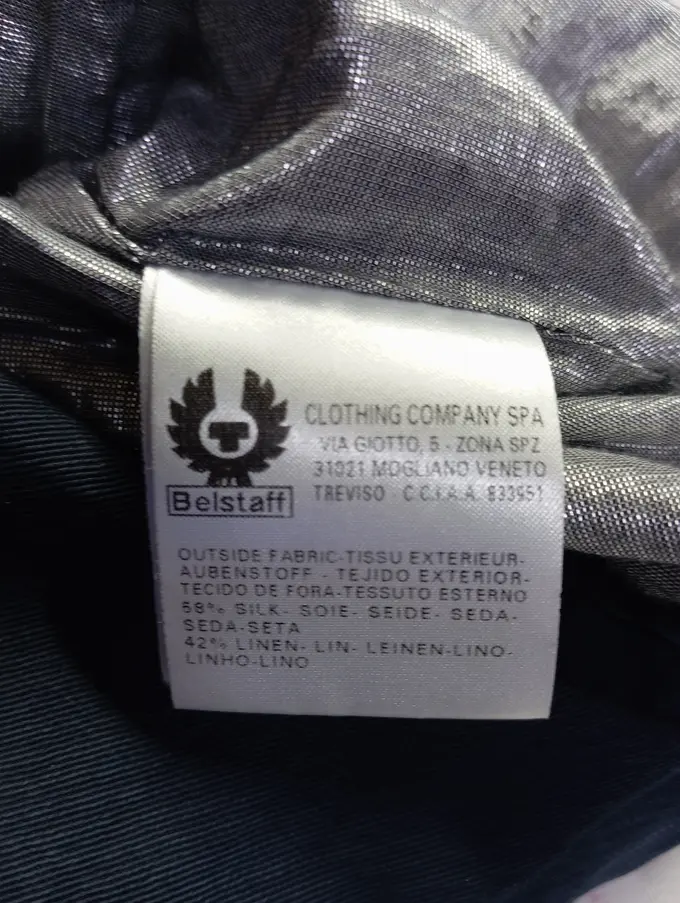 CLOTHING COMPANY SPA
VIA GIOTTO, 5 - ZONA SPZ
31021 MOGLIANO VENETO
TREVISO - C.C.I.A.A. 833951
Belstaff
OUTSIDE FABRIC-TISSU EXTERIEUR-
AUBENSTOFF - TEJIDO EXTERIOR-
TECIDO DE FORA-TESSUTO ESTERNO
58% SILK- SOIE- SEIDE- SEDA-
SEDA-SETA
42% LINEN- LIN- LEINEN-LINO-
LINHO-LINO